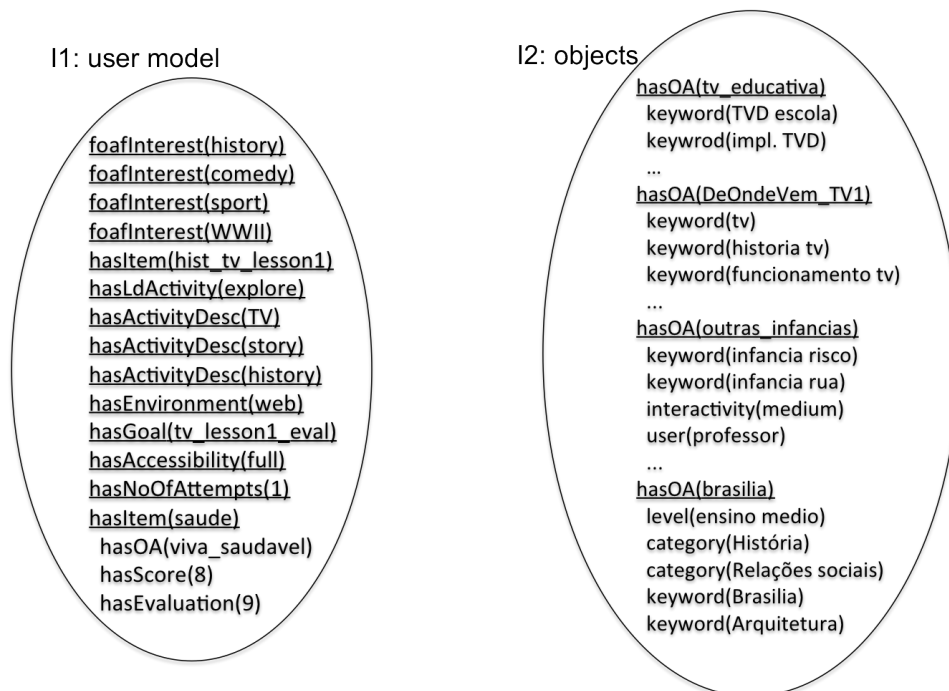 I1: user model
foafInterest(history)
foafInterest(comedy)
foafInterest(sport)
foafInterest(WWII)
hasItem(hist_tv_lesson1)
hasLdActivity(explore)
hasActivityDesc(TV)
hasActivityDesc(story)
hasActivityDesc(history)
hasEnvironment(web)
hasGoal(tv_lesson1_eval)
hasAccessibility(full)
hasNoOfAttempts(1)
hasItem(saude)
hasOA(viva_saudavel)
hasScore(8)
hasEvaluation(9)
I2: objects
hasOA(tv_educativa)
keyword(TVD escola)
keywrod(impl. TVD)
...
hasOA(DeOndeVem_TV1)
keyword(tv)
keyword(historia tv)
keyword(funcionamento tv)
...
hasOA(outras_infancias)
keyword(infancia risco)
keyword(infancia rua)
interactivity(medium)
user(professor)
...
hasOA(brasilia)
level(ensino medio)
category(História)
category(Relações sociais)
keyword(Brasilia)
keyword(Arquitetura)